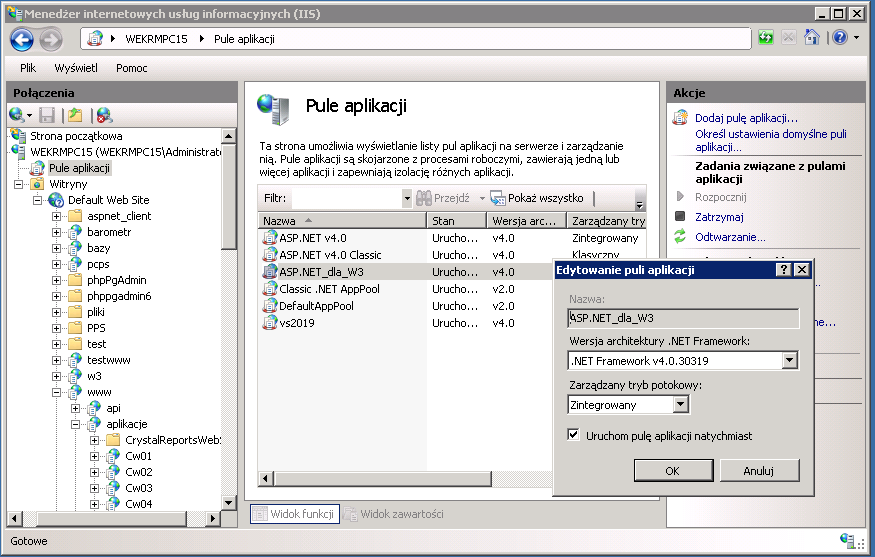 Menedżer internetowych usług informacyjnych (IIS)
WEKRMPC15 Pule aplikacji
Plik Wyświetl Pomoc
Połączenia
Strona początkowa
WEKRMPC15 (WEKRMPC15\Administrato
Pule aplikacji
Witryny
Default Web Site
aspnet_client
barometr
bazy
pcps
phpPgAdmin
phppgadmin6
pliki
PPS
test
testwww
w3
www
api
aplikacje
CrystalReportsWebS
Cw01
Cw02
Cw03
Cw04
Pule aplikacji
Ta strona umożliwia wyświetlanie listy pul aplikacji na serwerze i zarządzanie
nią. Pule aplikacji są skojarzone z procesami roboczymi, zawierają jedną lub
więcej aplikacji i zapewniają izolację różnych aplikacji.
Filtr: Przejdź Pokaż wszystko
Nazwa Stan Wersja arc... Zarządzany try
ASP.NET v4.0 Urucho... v4.0 Zintegrowany
ASP.NET v4.0 Classic Urucho... v4.0 Klasyczny
ASP.NET_dla_W3 Urucho... v4.0
Classic .NET AppPool Urucho... v2.0
DefaultAppPool Urucho... v2.0
vs2019 Urucho... v4.0
Widok funkcji Widok zawartości
Akcje
Dodaj pulę aplikacji...
Określ ustawienia domyślne puli
aplikacji...
Zadania związane z pulami
aplikacji
Rozpocznij
Zatrzymaj
Odtwarzanie...
ne...
Edytowanie puli aplikacji
Nazwa:
ASP.NET_dla_W3
Wersja architektury .NET Framework:
.NET Framework v4.0.30319
Zarządzany tryb potokowy:
Zintegrowany
Uruchom pulę aplikacji natychmiast
OK Anuluj
Gotowe